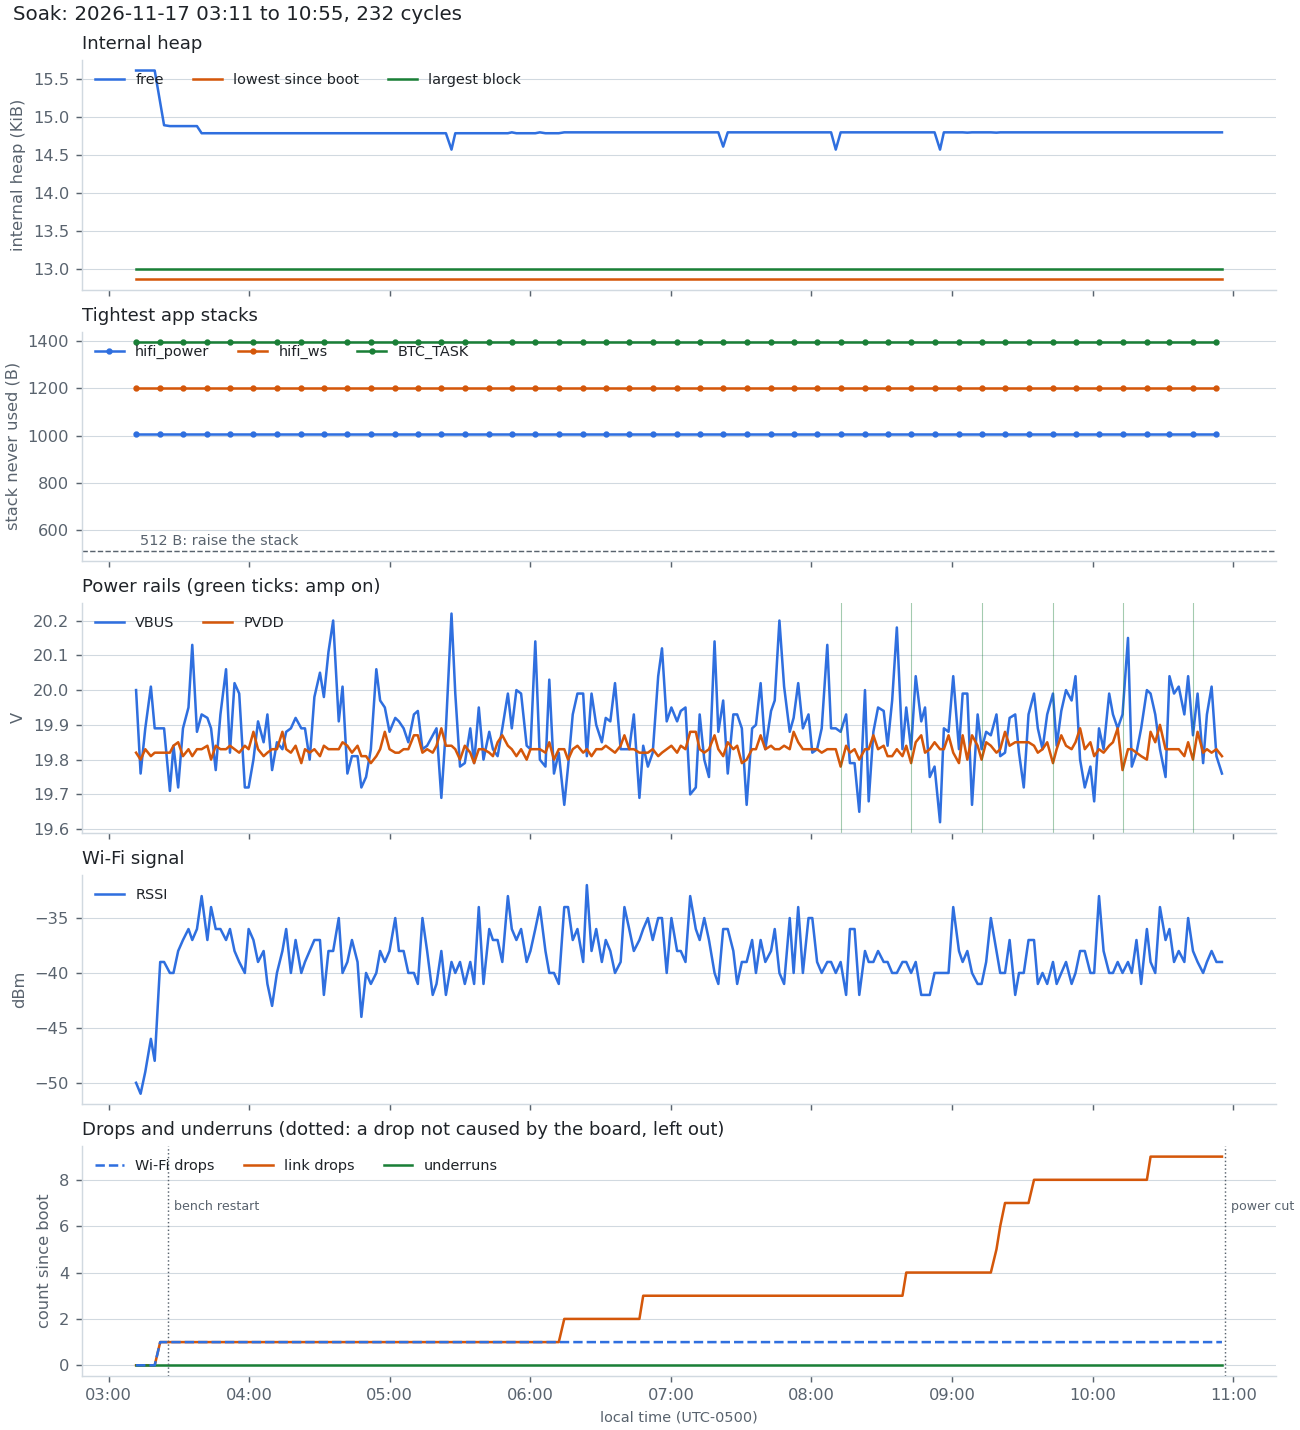 Soak: 2026-11-17 03:11 to 10:55, 232 cycles
Internal heap
free
lowest since boot
largest block
15.5
15.0
14.5
14.0
13.5
13.0
internal heap (KiB)
Tightest app stacks
hifi_power
hifi_ws
BTC_TASK
1400
1200
1000
800
600
stack never used (B)
512 B: raise the stack
Power rails (green ticks: amp on)
VBUS
PVDD
20.2
20.1
20.0
19.9
19.8
19.7
19.6
V
Wi-Fi signal
RSSI
−35
−40
−45
−50
dBm
Drops and underruns (dotted: a drop not caused by the board, left out)
Wi-Fi drops
link drops
underruns
bench restart
power cut
8
6
4
2
0
count since boot
03:00
04:00
05:00
06:00
07:00
08:00
09:00
10:00
11:00
local time (UTC-0500)